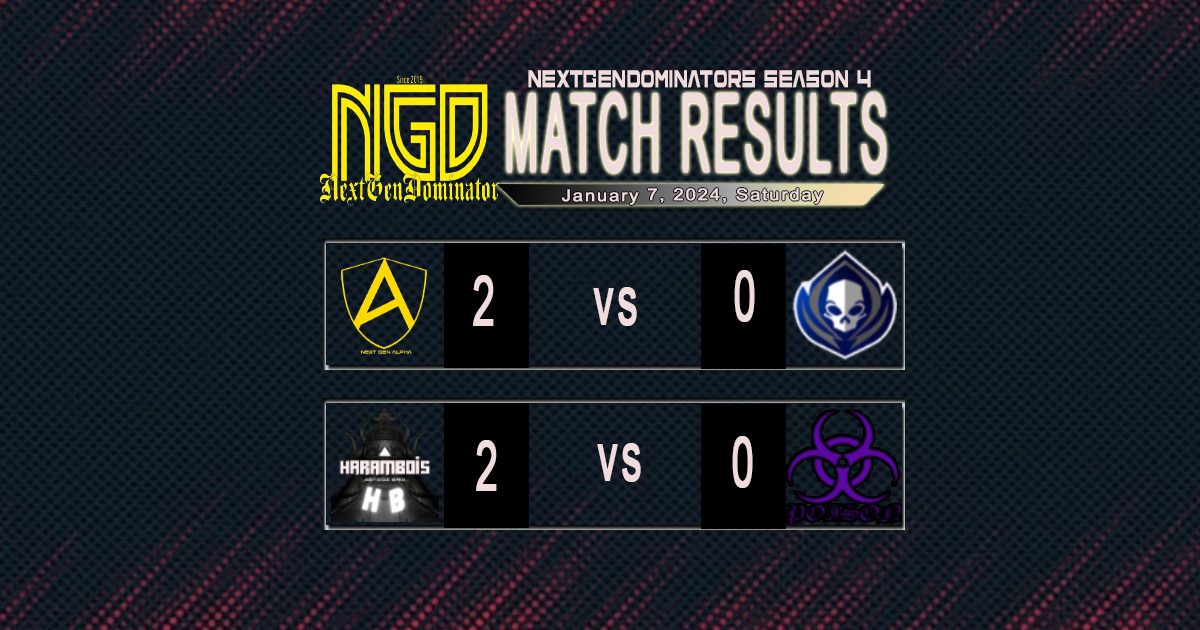 Since 2019
NGD
NextGenDominator
NEXTGENDOMINATORS SEASON 4
MATCH RESULTS
January 7, 2024, Saturday
A
NEXT GEN ALPHA
2 VS 0
HARAMBOIS
HB
2 VS 0
POISON